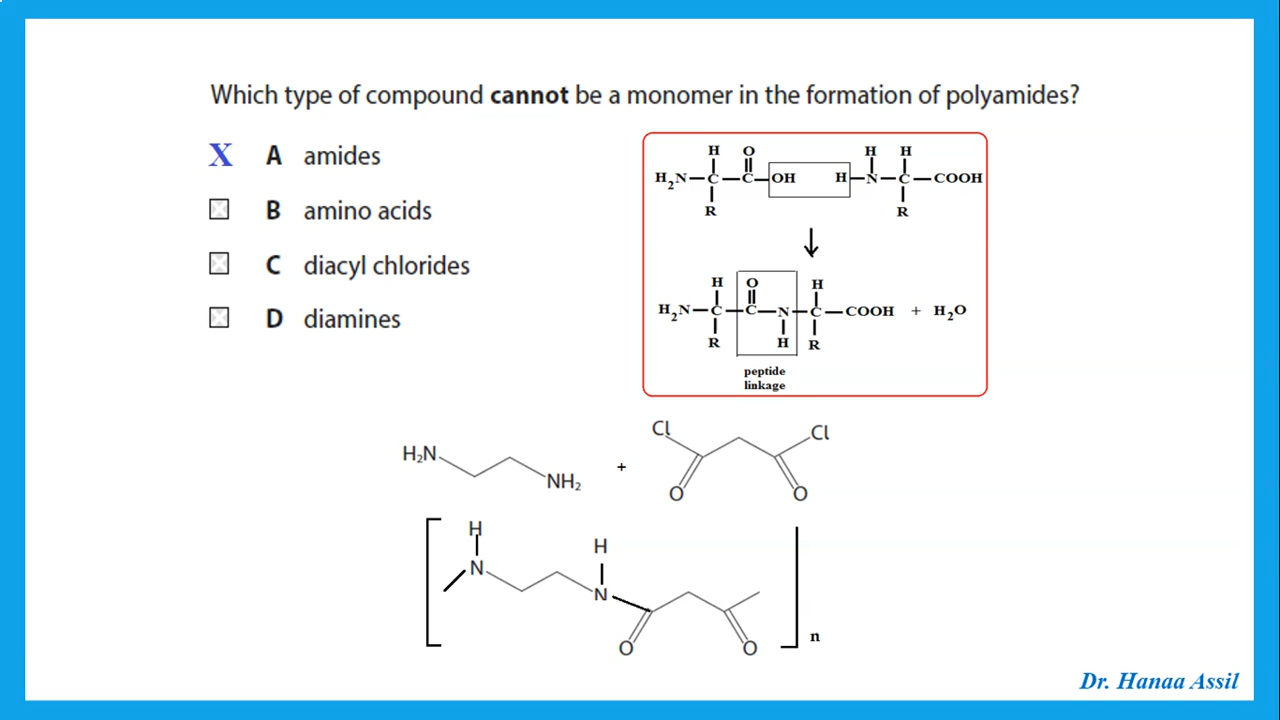 Which type of compound cannot be a monomer in the formation of polyamides?
X A amides
B amino acids
C diacyl chlorides
D diamines
H O H H
H2N C C OH H N C COOH
R R
H O H
H2N C C N C COOH + H2O
R H R
peptide
linkage
Cl Cl
H2N NH2 +
O O
H
H
N
N
O O
n
Dr. Hanaa Assil